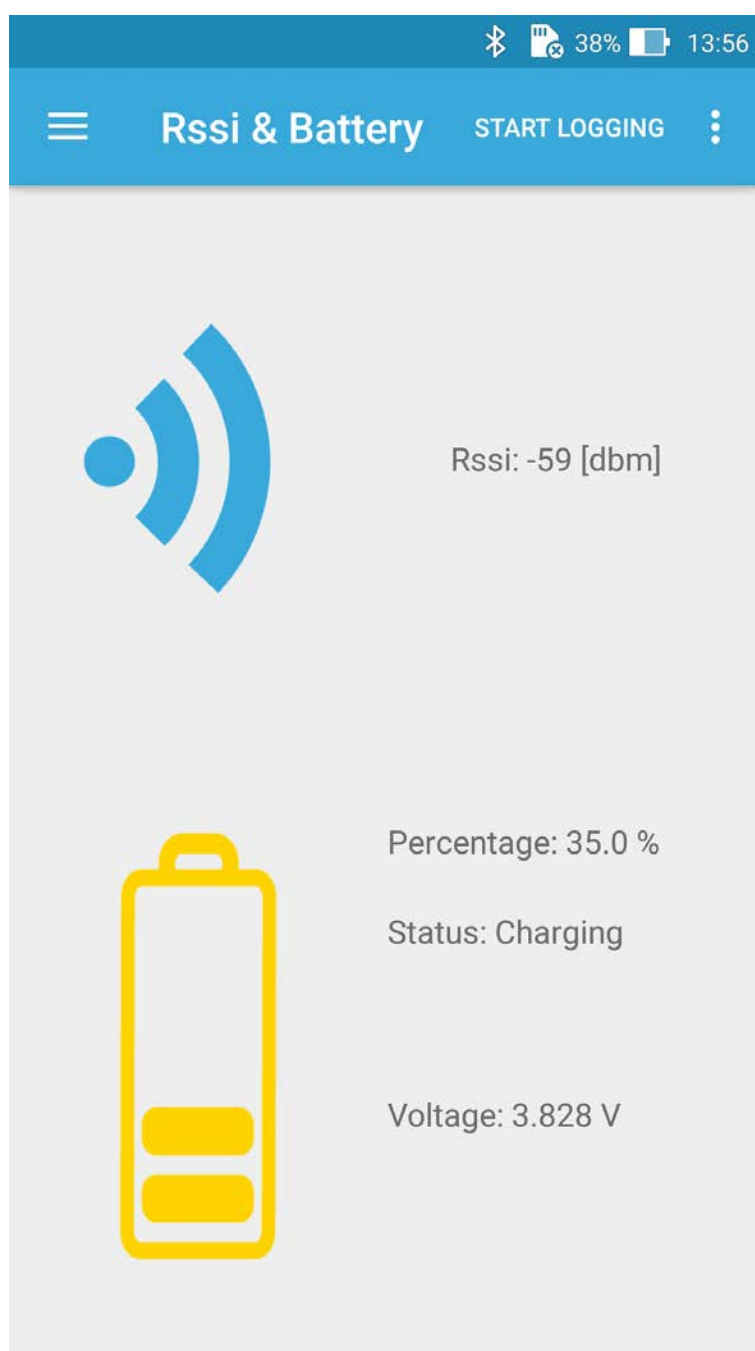 38% 13:56
Rssi & Battery START LOGGING
Rssi: -59 [dbm]
Percentage: 35.0 %
Status: Charging
Voltage: 3.828 V